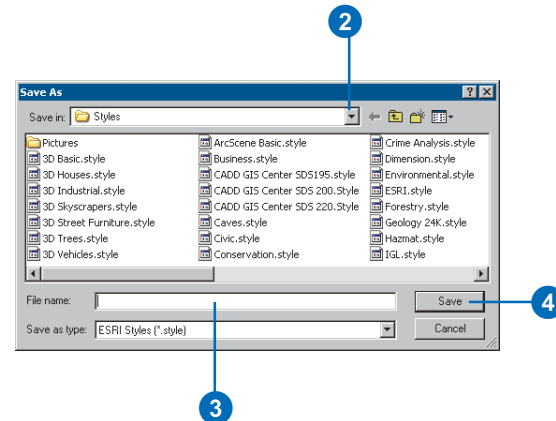 2
Save As
Save in: Styles
Pictures
3D Basic.style
3D Houses.style
3D Industrial.style
3D Skyscrapers.style
3D Street Furniture.style
3D Trees.style
3D Vehicles.style
ArcScene Basic.style
Business.style
CADD GIS Center SDS195.style
CADD GIS Center SDS 200.Style
CADD GIS Center SDS 220.Style
Caves.style
Civic.style
Conservation.style
Crime Analysis.style
Dimension.style
Environmental.style
ESRI.style
Forestry.style
Geology 24K.style
Hazmat.style
IGL.style
File name:
Save
4
Save as type: ESRI Styles (*.style)
Cancel
3